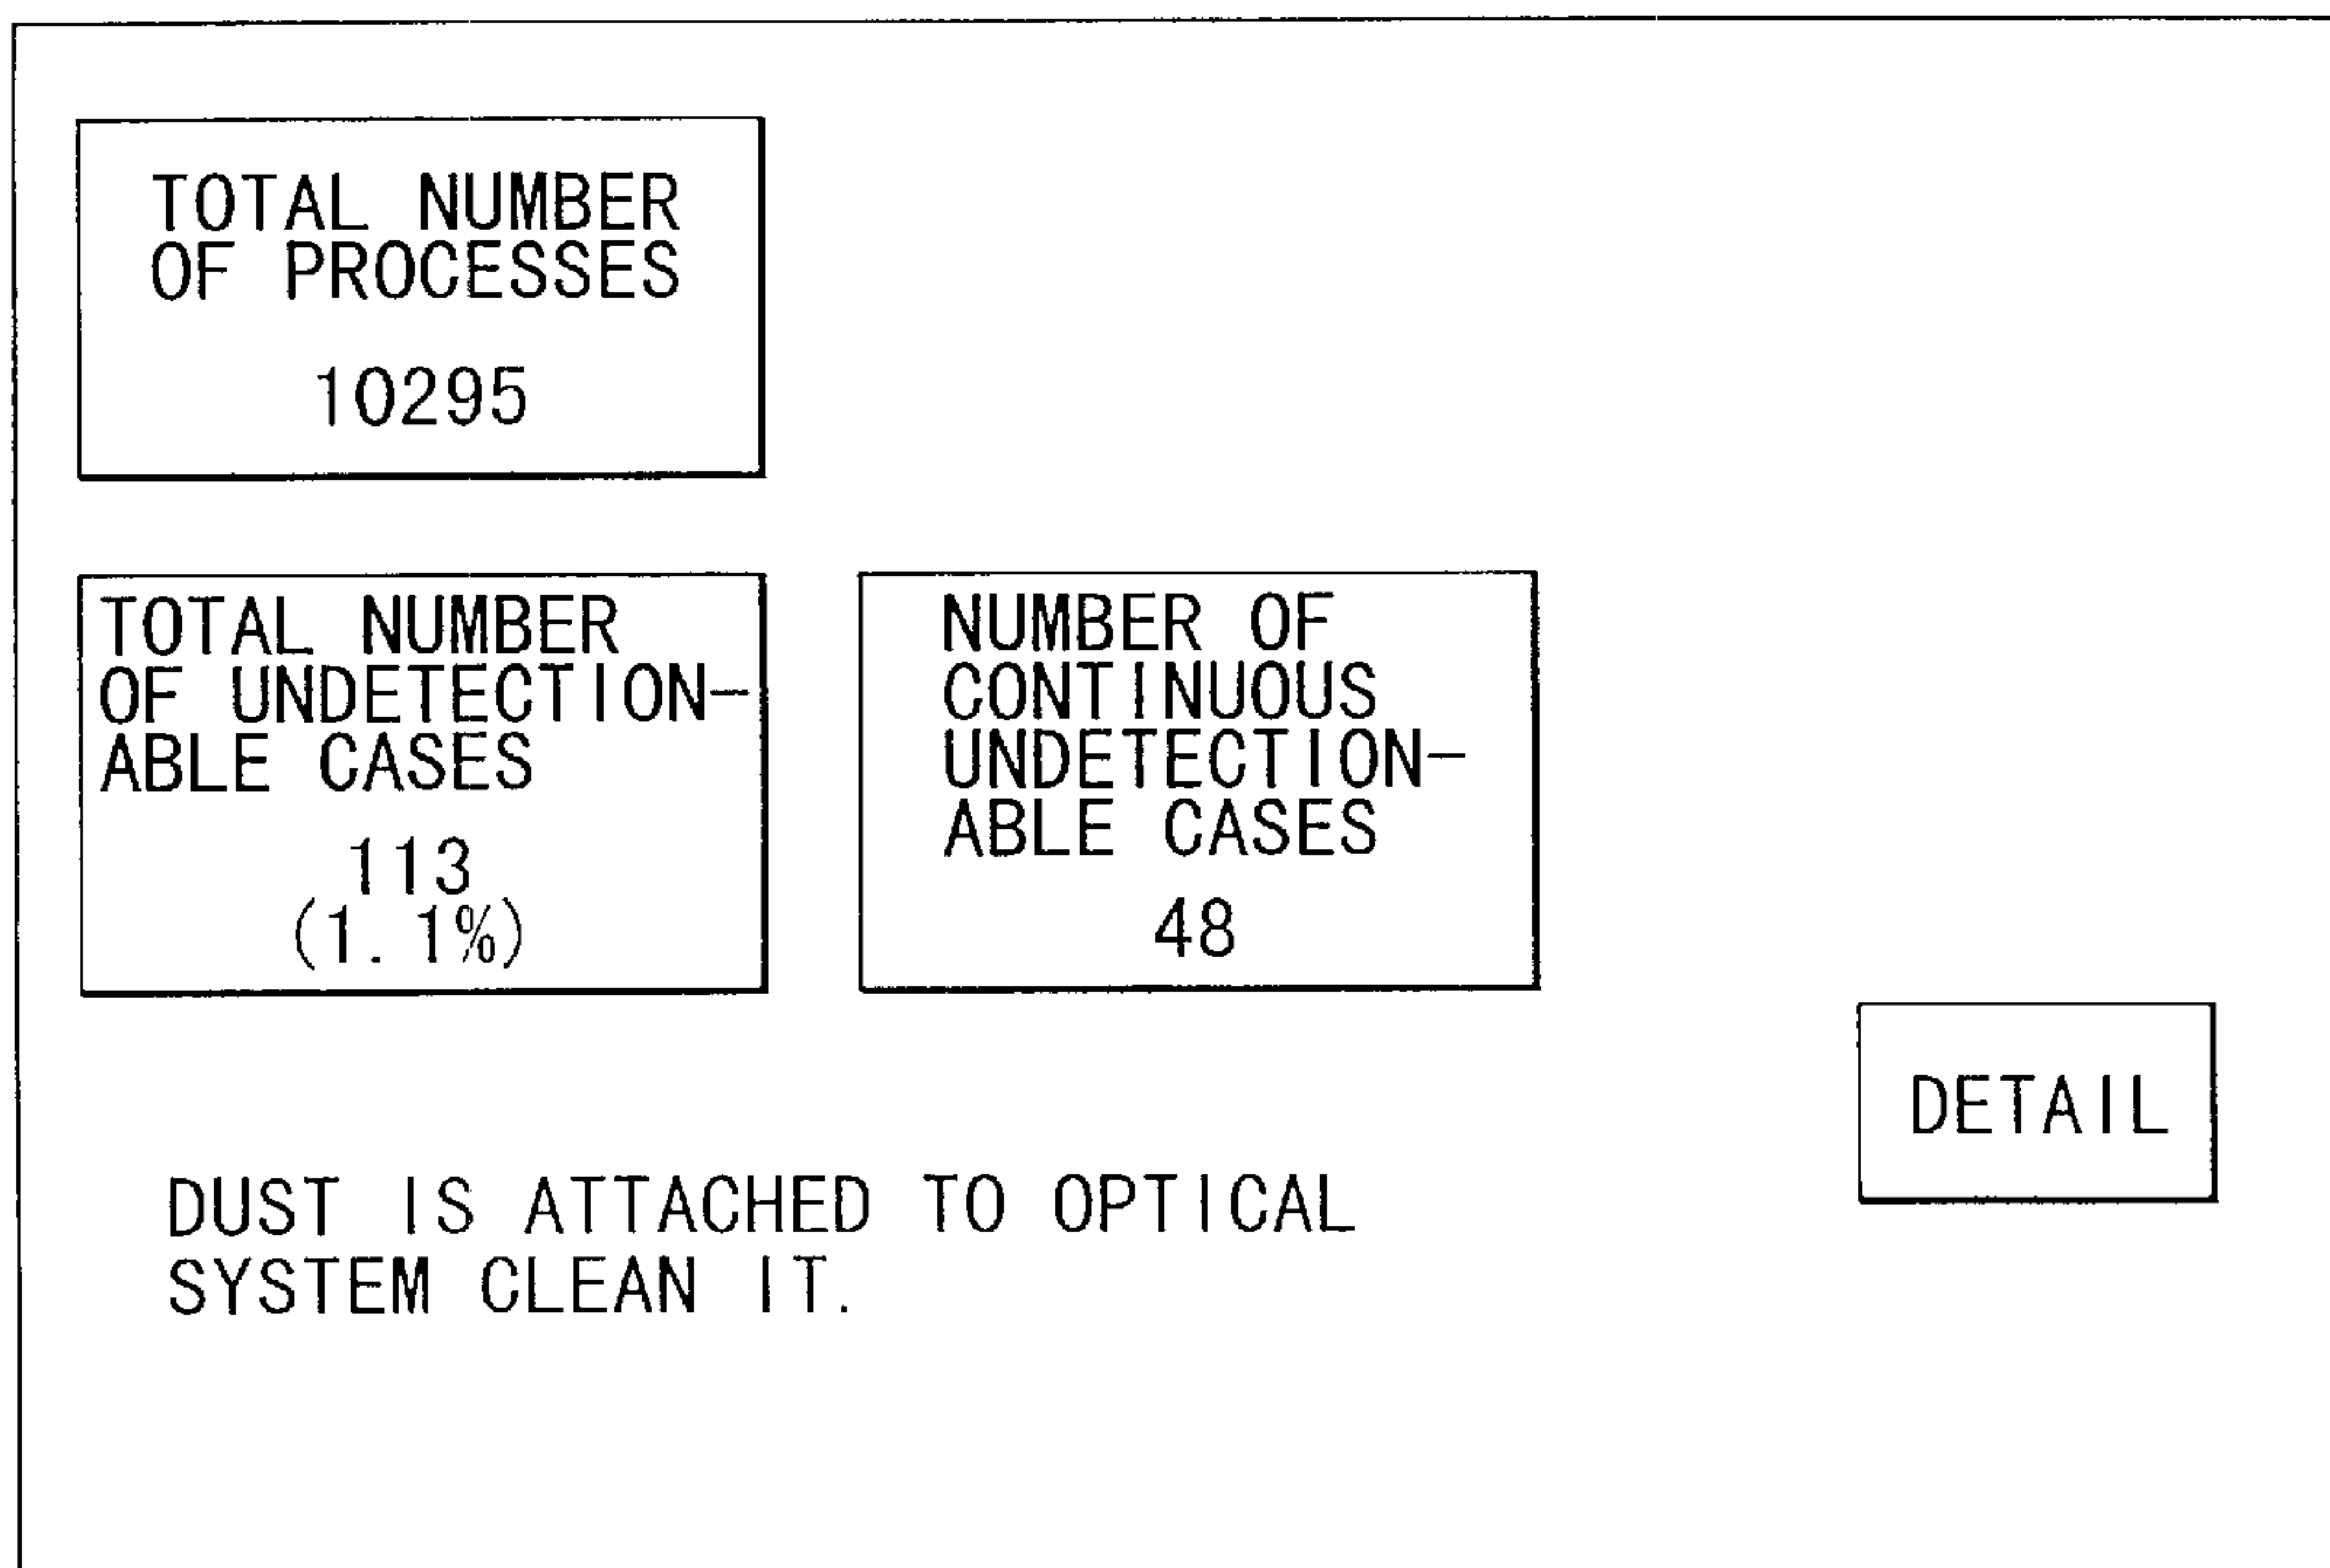 TOTAL NUMBER
OF PROCESSES
10295
TOTAL NUMBER
OF UNDETECTION-
ABLE CASES
113
(1.1%)
NUMBER OF
CONTINUOUS
UNDETECTION-
ABLE CASES
48
DETAIL
DUST IS ATTACHED TO OPTICAL
SYSTEM CLEAN IT.